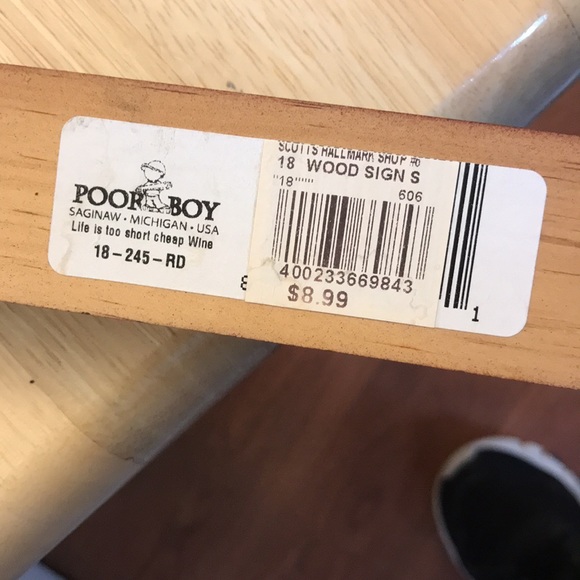 POOR BOY
SAGINAW • MICHIGAN • USA
Life is too short cheap Wine
18-245-RD
8
SCOTTS HALLMARK SHOP #6
18 WOOD SIGN S
"18"""""
606
400233669843
$8.99
1